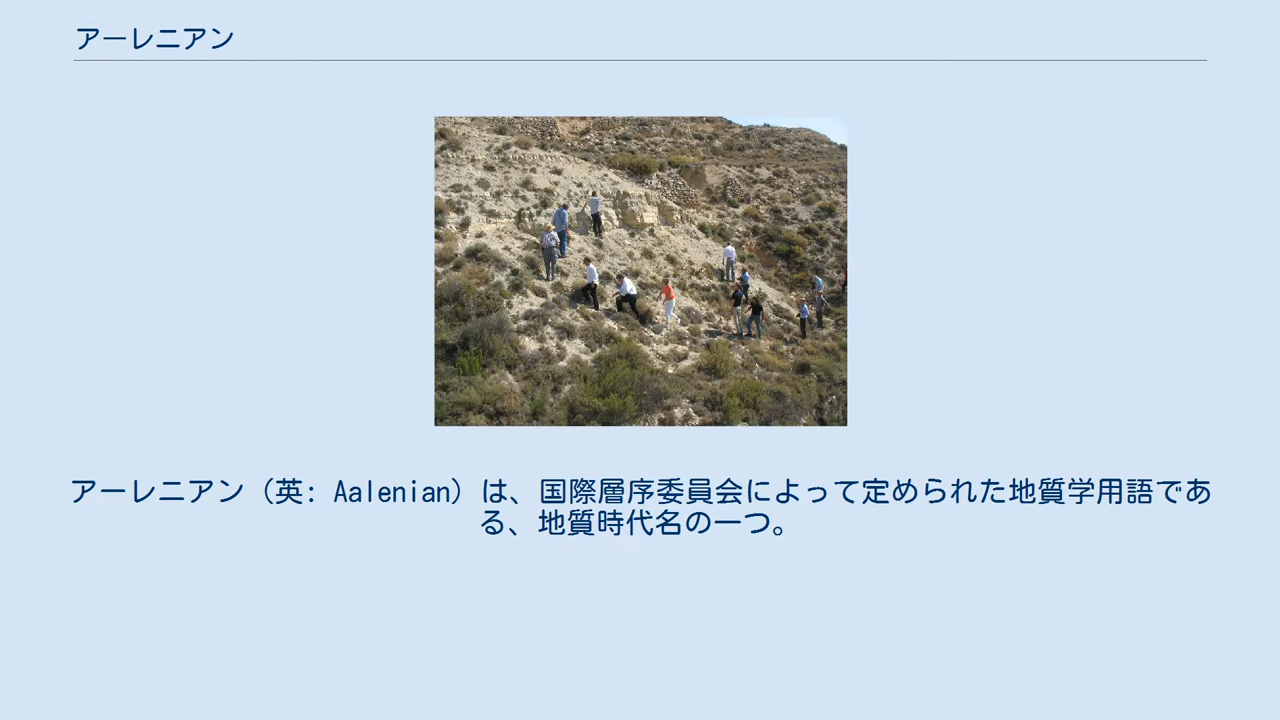 アーレニアン
アーレニアン（英: Aalenian）は、国際層序委員会によって定められた地質学用語であ
る、地質時代名の一つ。